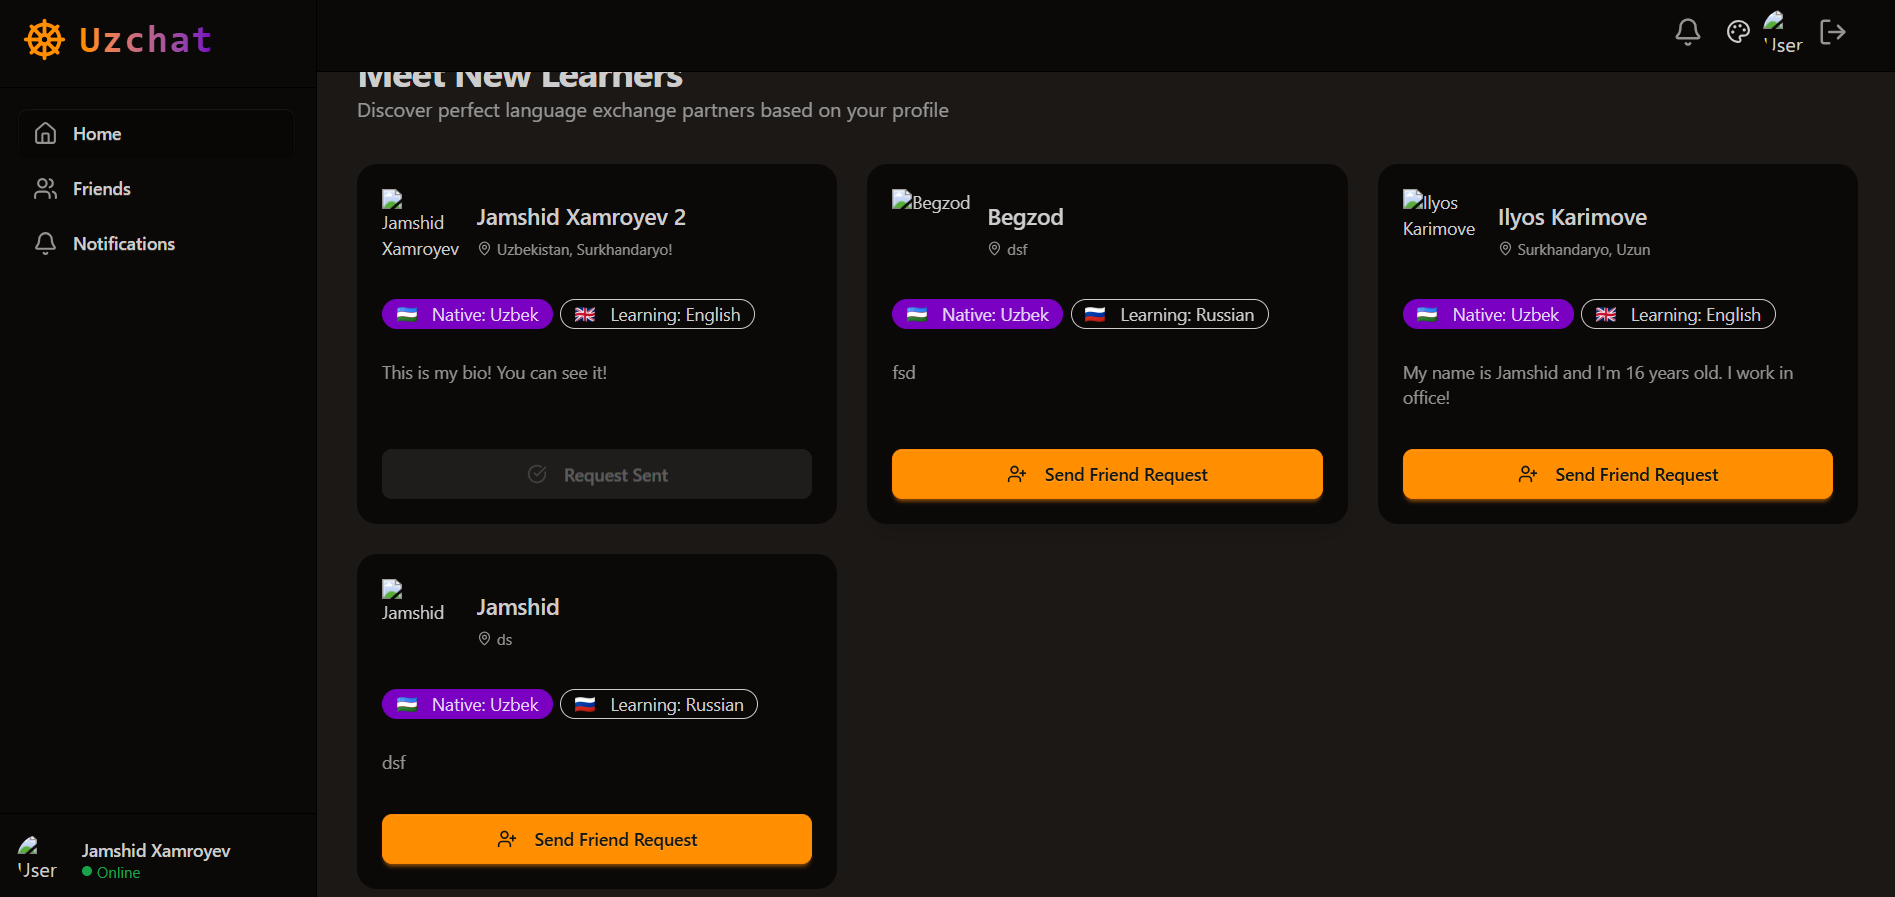 Uzchat
User
Home
Friends
Notifications
Meet New Learners
Discover perfect language exchange partners based on your profile
Jamshid
Xamroyev
Jamshid Xamroyev 2
Uzbekistan, Surkhandaryo!
Native: Uzbek
Learning: English
This is my bio! You can see it!
Request Sent
Begzod
Begzod
dsf
Native: Uzbek
Learning: Russian
fsd
Send Friend Request
Ilyos
Karimove
Ilyos Karimove
Surkhandaryo, Uzun
Native: Uzbek
Learning: English
My name is Jamshid and I'm 16 years old. I work in
office!
Send Friend Request
Jamshid
Jamshid
ds
Native: Uzbek
Learning: Russian
dsf
Send Friend Request
User
Jamshid Xamroyev
Online